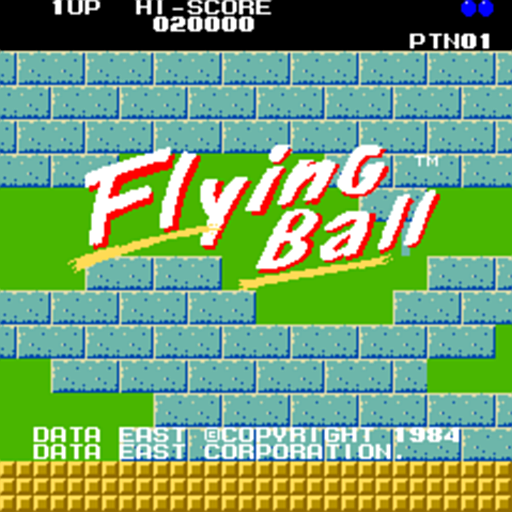 1UP HI-SCORE
020000
PTN01
Flying ™
Ball
DATA EAST ©COPYRIGHT 1984
DATA EAST CORPORATION.